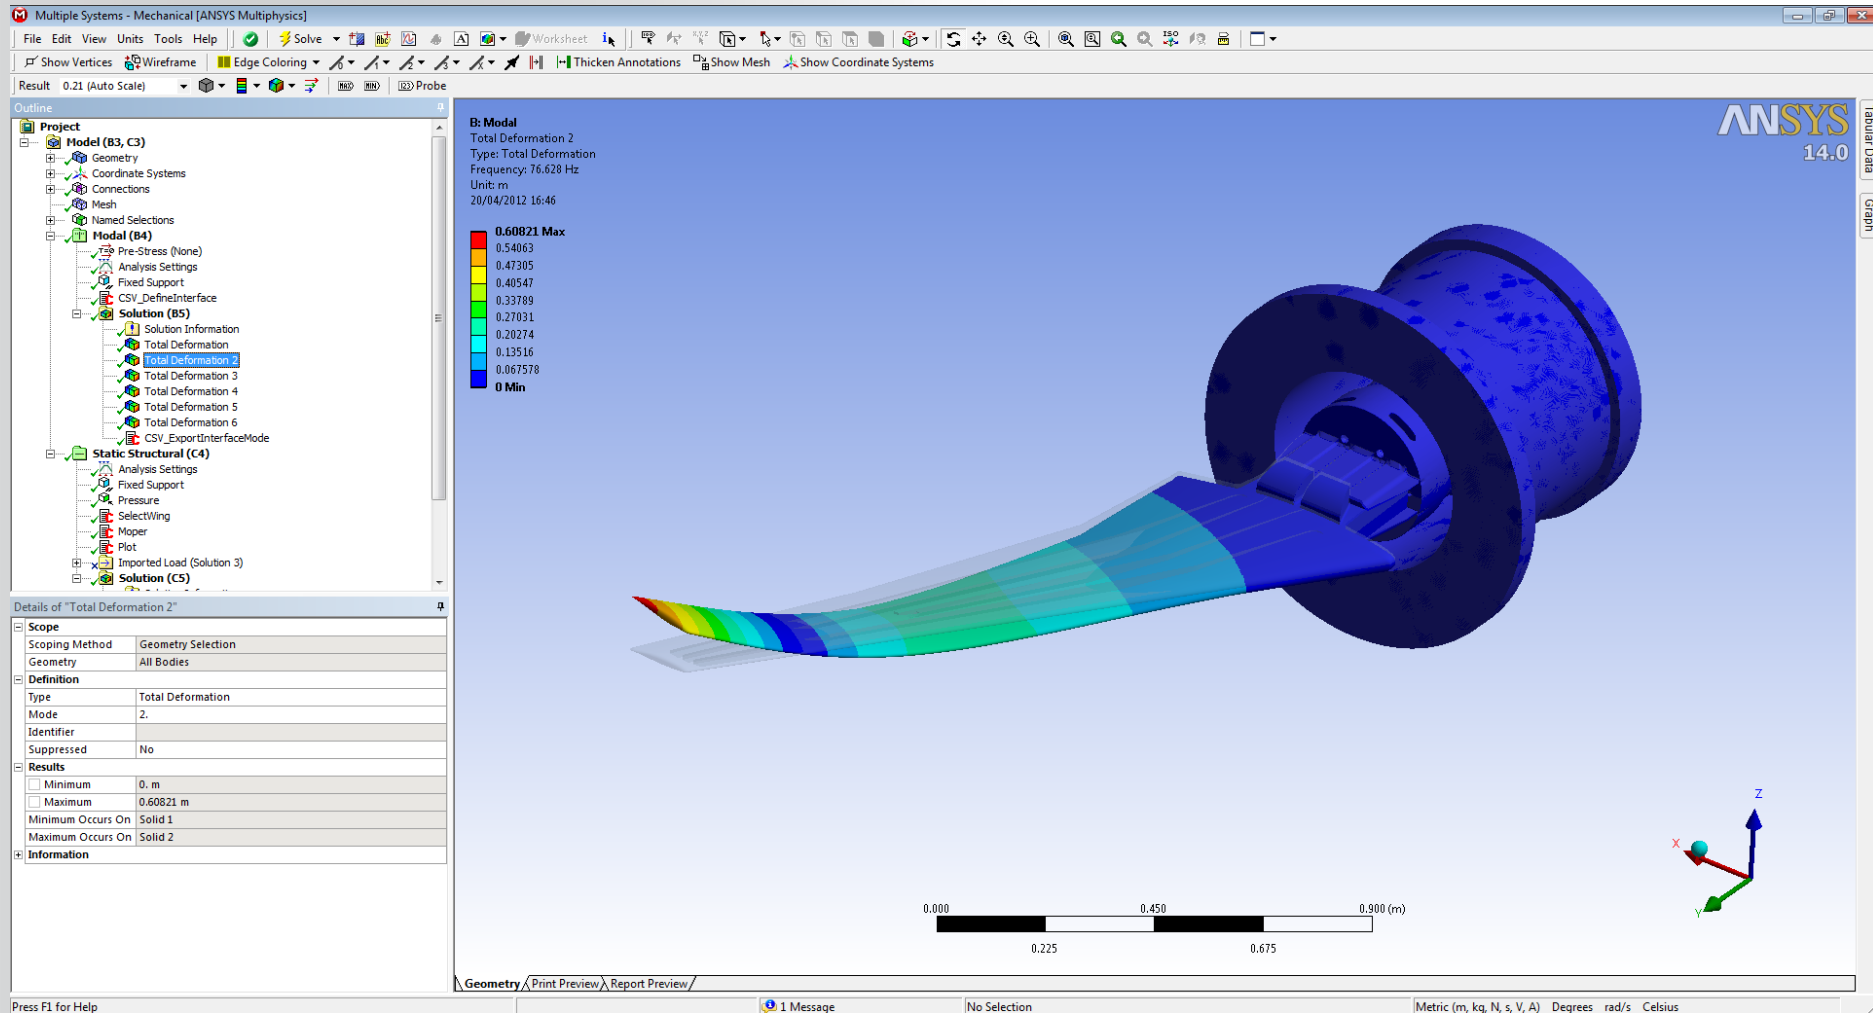 Multiple Systems - Mechanical [ANSYS Multiphysics]
File Edit View Units Tools Help Solve Worksheet
Show Vertices Wireframe Edge Coloring Thicken Annotations Show Mesh Show Coordinate Systems
Result 0.21 (Auto Scale) MAX MIN Probe
Outline
Project
Model (B3, C3)
Geometry
Coordinate Systems
Connections
Mesh
Named Selections
Modal (B4)
Pre-Stress (None)
Analysis Settings
Fixed Support
CSV_DefineInterface
Solution (B5)
Solution Information
Total Deformation
Total Deformation 2
Total Deformation 3
Total Deformation 4
Total Deformation 5
Total Deformation 6
CSV_ExportInterfaceMode
Static Structural (C4)
Analysis Settings
Fixed Support
Pressure
SelectWing
Moper
Plot
Imported Load (Solution 3)
Solution (C5)
Details of "Total Deformation 2"
Scope
Scoping Method Geometry Selection
Geometry All Bodies
Definition
Type Total Deformation
Mode 2.
Identifier
Suppressed No
Results
Minimum 0. m
Maximum 0.60821 m
Minimum Occurs On Solid 1
Maximum Occurs On Solid 2
Information
B: Modal
Total Deformation 2
Type: Total Deformation
Frequency: 76.628 Hz
Unit: m
20/04/2012 16:46
0.60821 Max
0.54063
0.47305
0.40547
0.33789
0.27031
0.20274
0.13516
0.067578
0 Min
ANSYS
14.0
Tabular Data
Graph
Z
X
Y
0.000 0.450 0.900 (m)
0.225 0.675
Geometry Print Preview Report Preview
Press F1 for Help 1 Message No Selection Metric (m, kg, N, s, V, A) Degrees rad/s Celsius